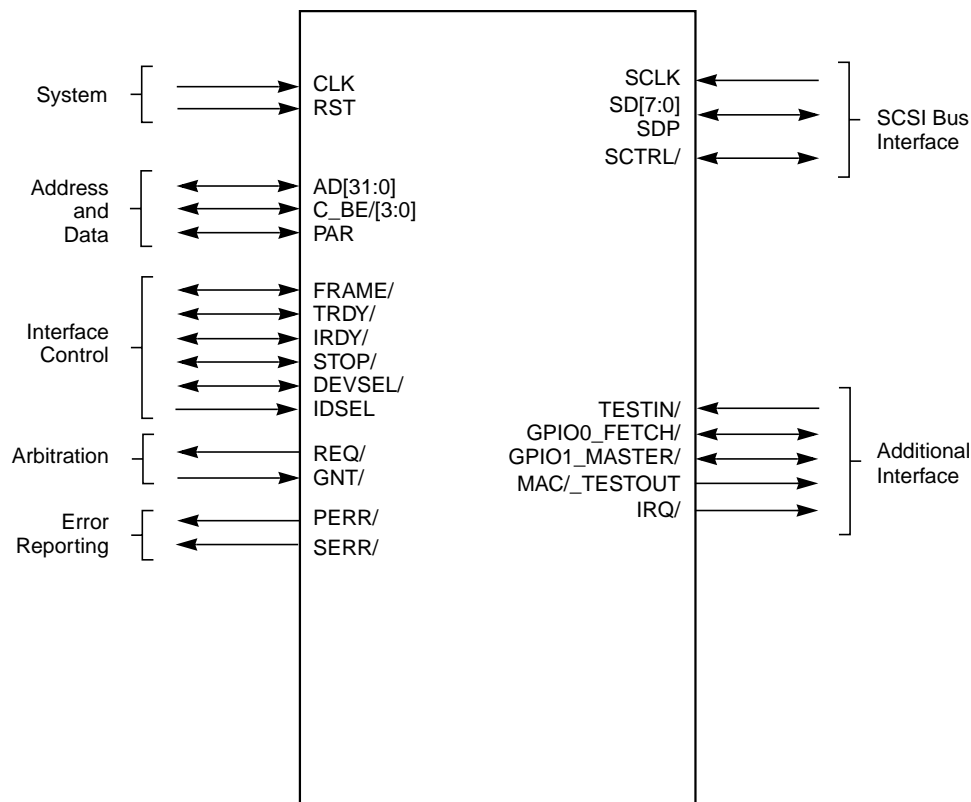 System
CLK
RST
Address
and
Data
AD[31:0]
C_BE/[3:0]
PAR
Interface
Control
FRAME/
TRDY/
IRDY/
STOP/
DEVSEL/
IDSEL
Arbitration
REQ/
GNT/
Error
Reporting
PERR/
SERR/
SCLK
SD[7:0]
SDP
SCTRL/
SCSI Bus
Interface
TESTIN/
GPIO0_FETCH/
GPIO1_MASTER/
MAC/_TESTOUT
IRQ/
Additional
Interface